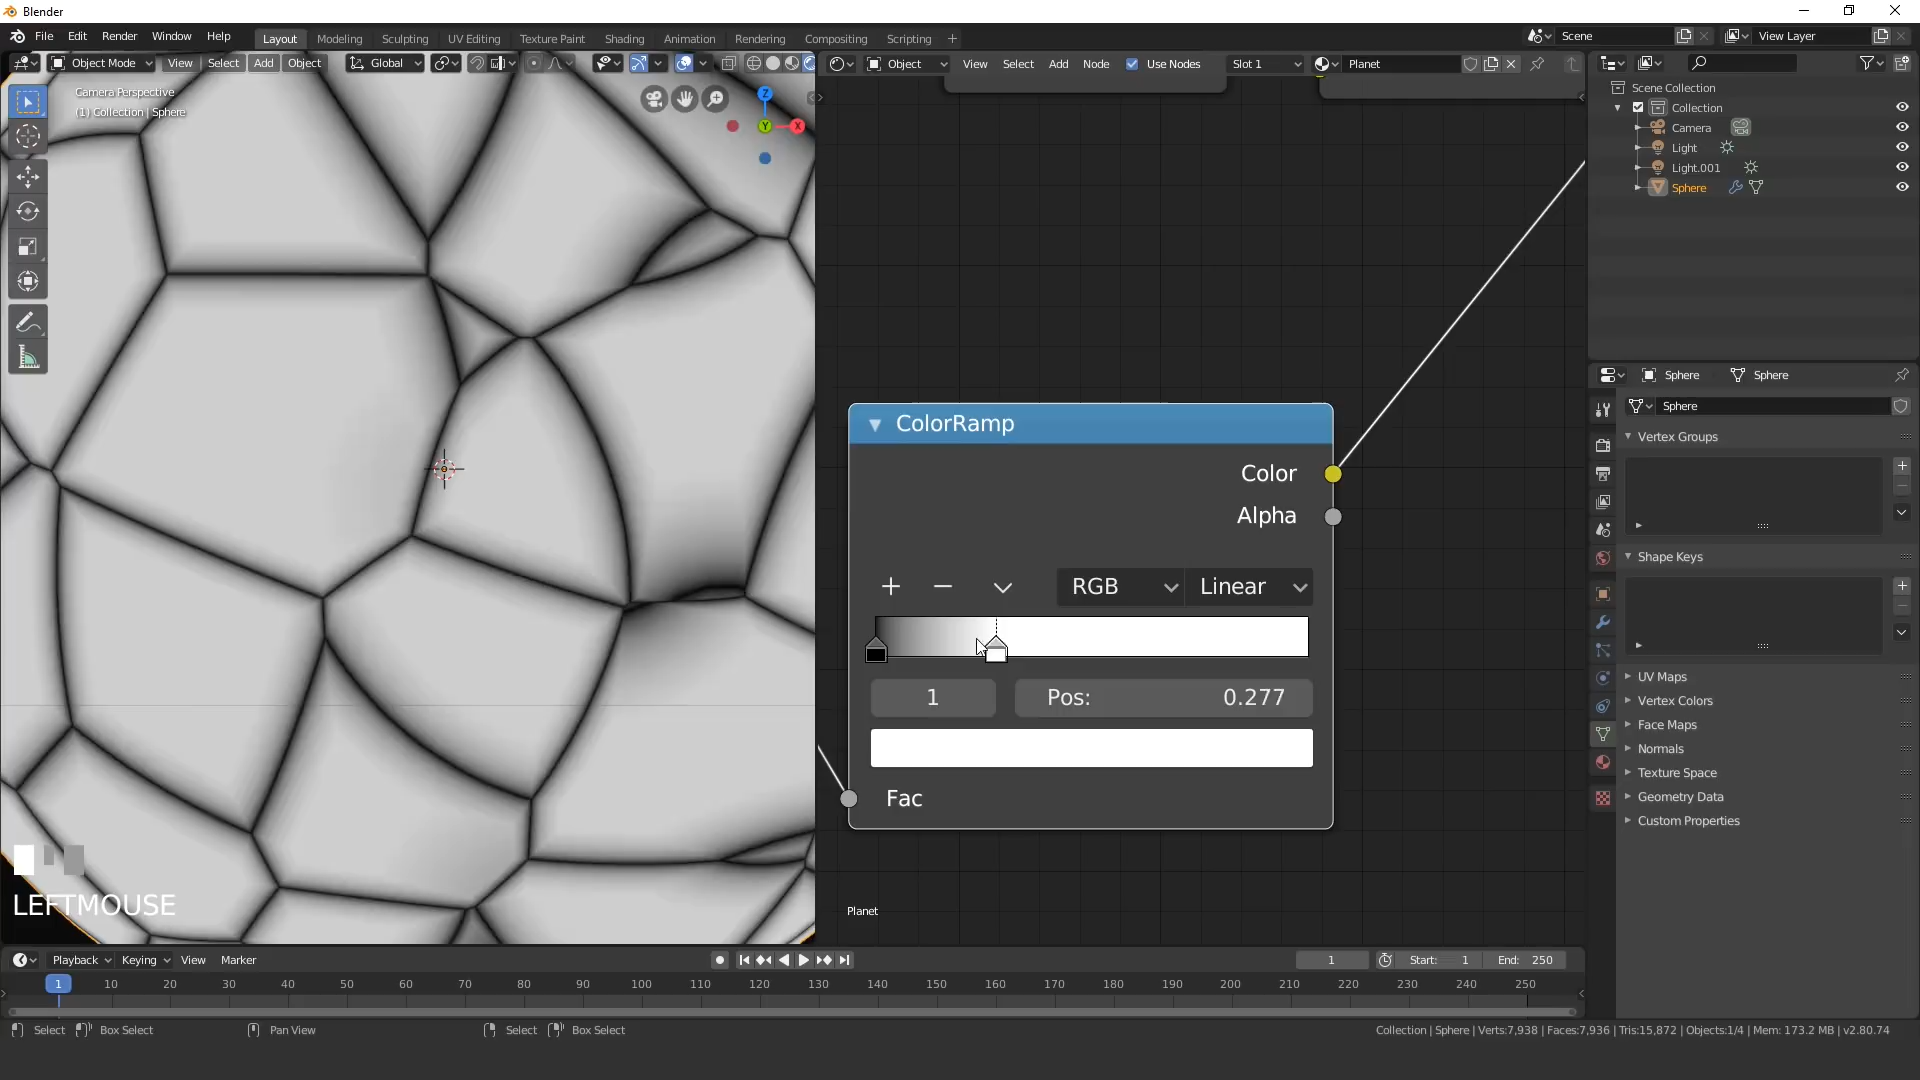 Blender
File Edit Render Window Help
Layout Modeling Sculpting UV Editing Texture Paint Shading Animation Rendering Compositing Scripting
Scene
View Layer
Object Mode View Select Add Object Global
Object View Select Add Node Use Nodes Slot 1 Planet
Camera Perspective
(1) Collection | Sphere
Z
Y
X
Scene Collection
Collection
Camera
Light
Light.001
Sphere
Sphere Sphere
Sphere
Vertex Groups
Shape Keys
UV Maps
Vertex Colors
Face Maps
Normals
Texture Space
Geometry Data
Custom Properties
ColorRamp
Color
Alpha
RGB Linear
1 Pos: 0.277
Fac
Planet
LEFTMOUSE
Playback Keying View Marker
1 Start: 1 End: 250
1 10 20 30 40 50 60 70 80 90 100 110 120 130 140 150 160 170 180 190 200 210 220 230 240 250
Select Box Select Pan View Select Box Select
Collection | Sphere | Verts:7,938 | Faces:7,936 | Tris:15,872 | Objects:1/4 | Mem: 173.2 MB | v2.80.74